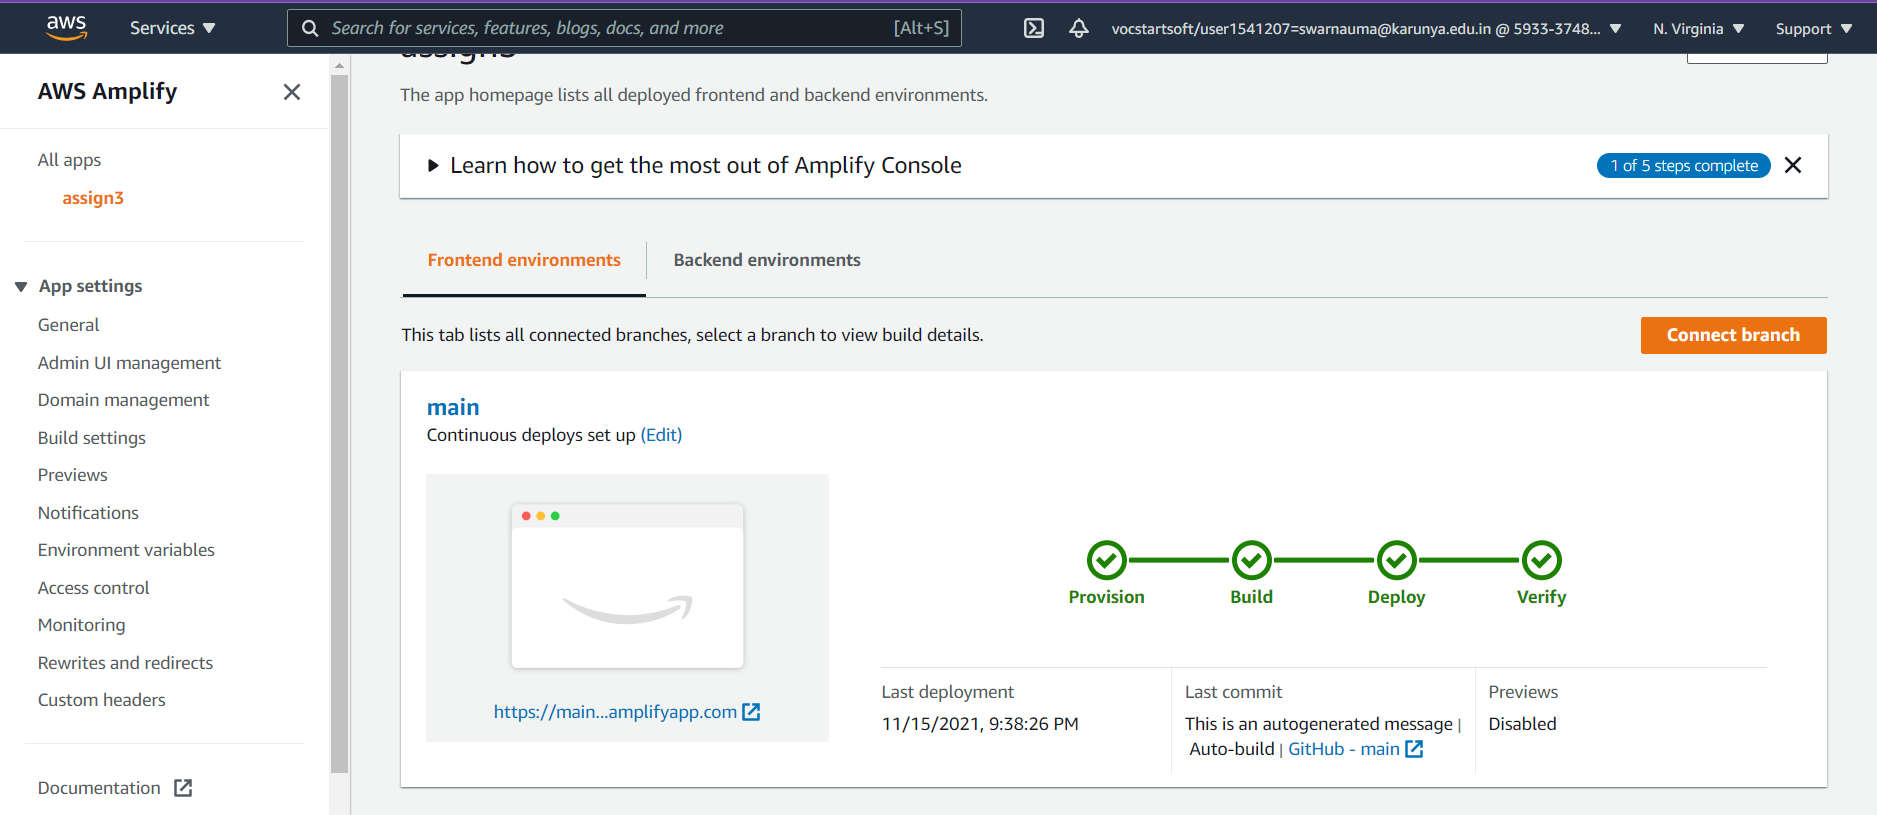 aws
Services
Search for services, features, blogs, docs, and more [Alt+S]
vocstartsoft/user1541207=swarnauma@karunya.edu.in @ 5933-3748...
N. Virginia
Support
AWS Amplify
All apps
assign3
App settings
General
Admin UI management
Domain management
Build settings
Previews
Notifications
Environment variables
Access control
Monitoring
Rewrites and redirects
Custom headers
Documentation
assign3
The app homepage lists all deployed frontend and backend environments.
Learn how to get the most out of Amplify Console
1 of 5 steps complete
Frontend environments
Backend environments
This tab lists all connected branches, select a branch to view build details.
Connect branch
main
Continuous deploys set up (Edit)
https://main...amplifyapp.com
Provision
Build
Deploy
Verify
Last deployment
11/15/2021, 9:38:26 PM
Last commit
This is an autogenerated message |
Auto-build | GitHub - main
Previews
Disabled